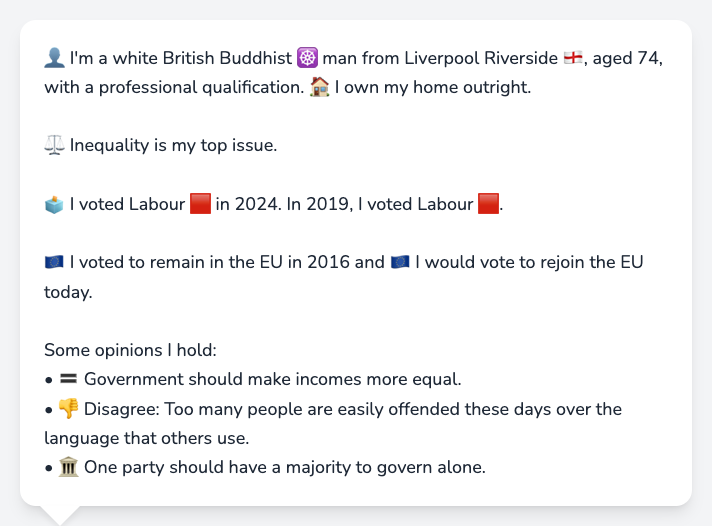 👤 I'm a white British Buddhist ☸️ man from Liverpool Riverside 🏴󠁧󠁢󠁥󠁮󠁧󠁿, aged 74,
with a professional qualification. 🏠 I own my home outright.
⚖️ Inequality is my top issue.
🗳️ I voted Labour 🟥 in 2024. In 2019, I voted Labour 🟥.
🇪🇺 I voted to remain in the EU in 2016 and 🇪🇺 I would vote to rejoin the EU
today.
Some opinions I hold:
• 🟰 Government should make incomes more equal.
• 👎 Disagree: Too many people are easily offended these days over the
language that others use.
• 🏛️ One party should have a majority to govern alone.